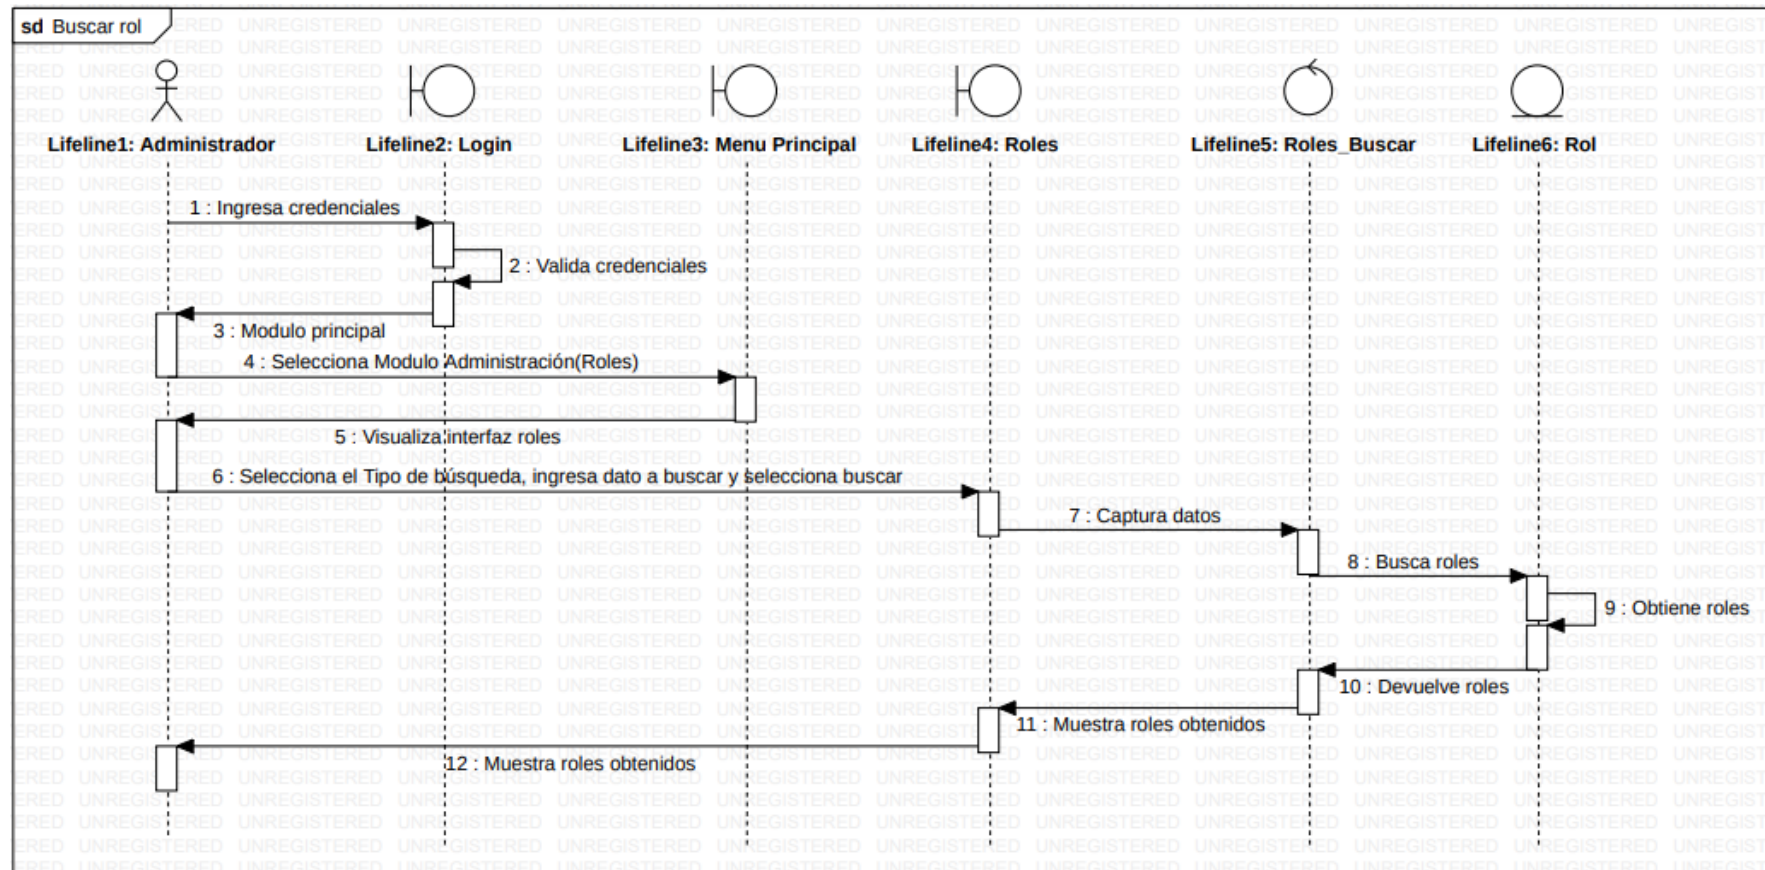 sd Buscar rol
Lifeline1: Administrador
Lifeline2: Login
Lifeline3: Menu Principal
Lifeline4: Roles
Lifeline5: Roles_Buscar
Lifeline6: Rol
1 : Ingresa credenciales
2 : Valida credenciales
3 : Modulo principal
4 : Selecciona Modulo Administración(Roles)
5 : Visualiza interfaz roles
6 : Selecciona el Tipo de búsqueda, ingresa dato a buscar y selecciona buscar
7 : Captura datos
8 : Busca roles
9 : Obtiene roles
10 : Devuelve roles
11 : Muestra roles obtenidos
12 : Muestra roles obtenidos
UNREGISTERED